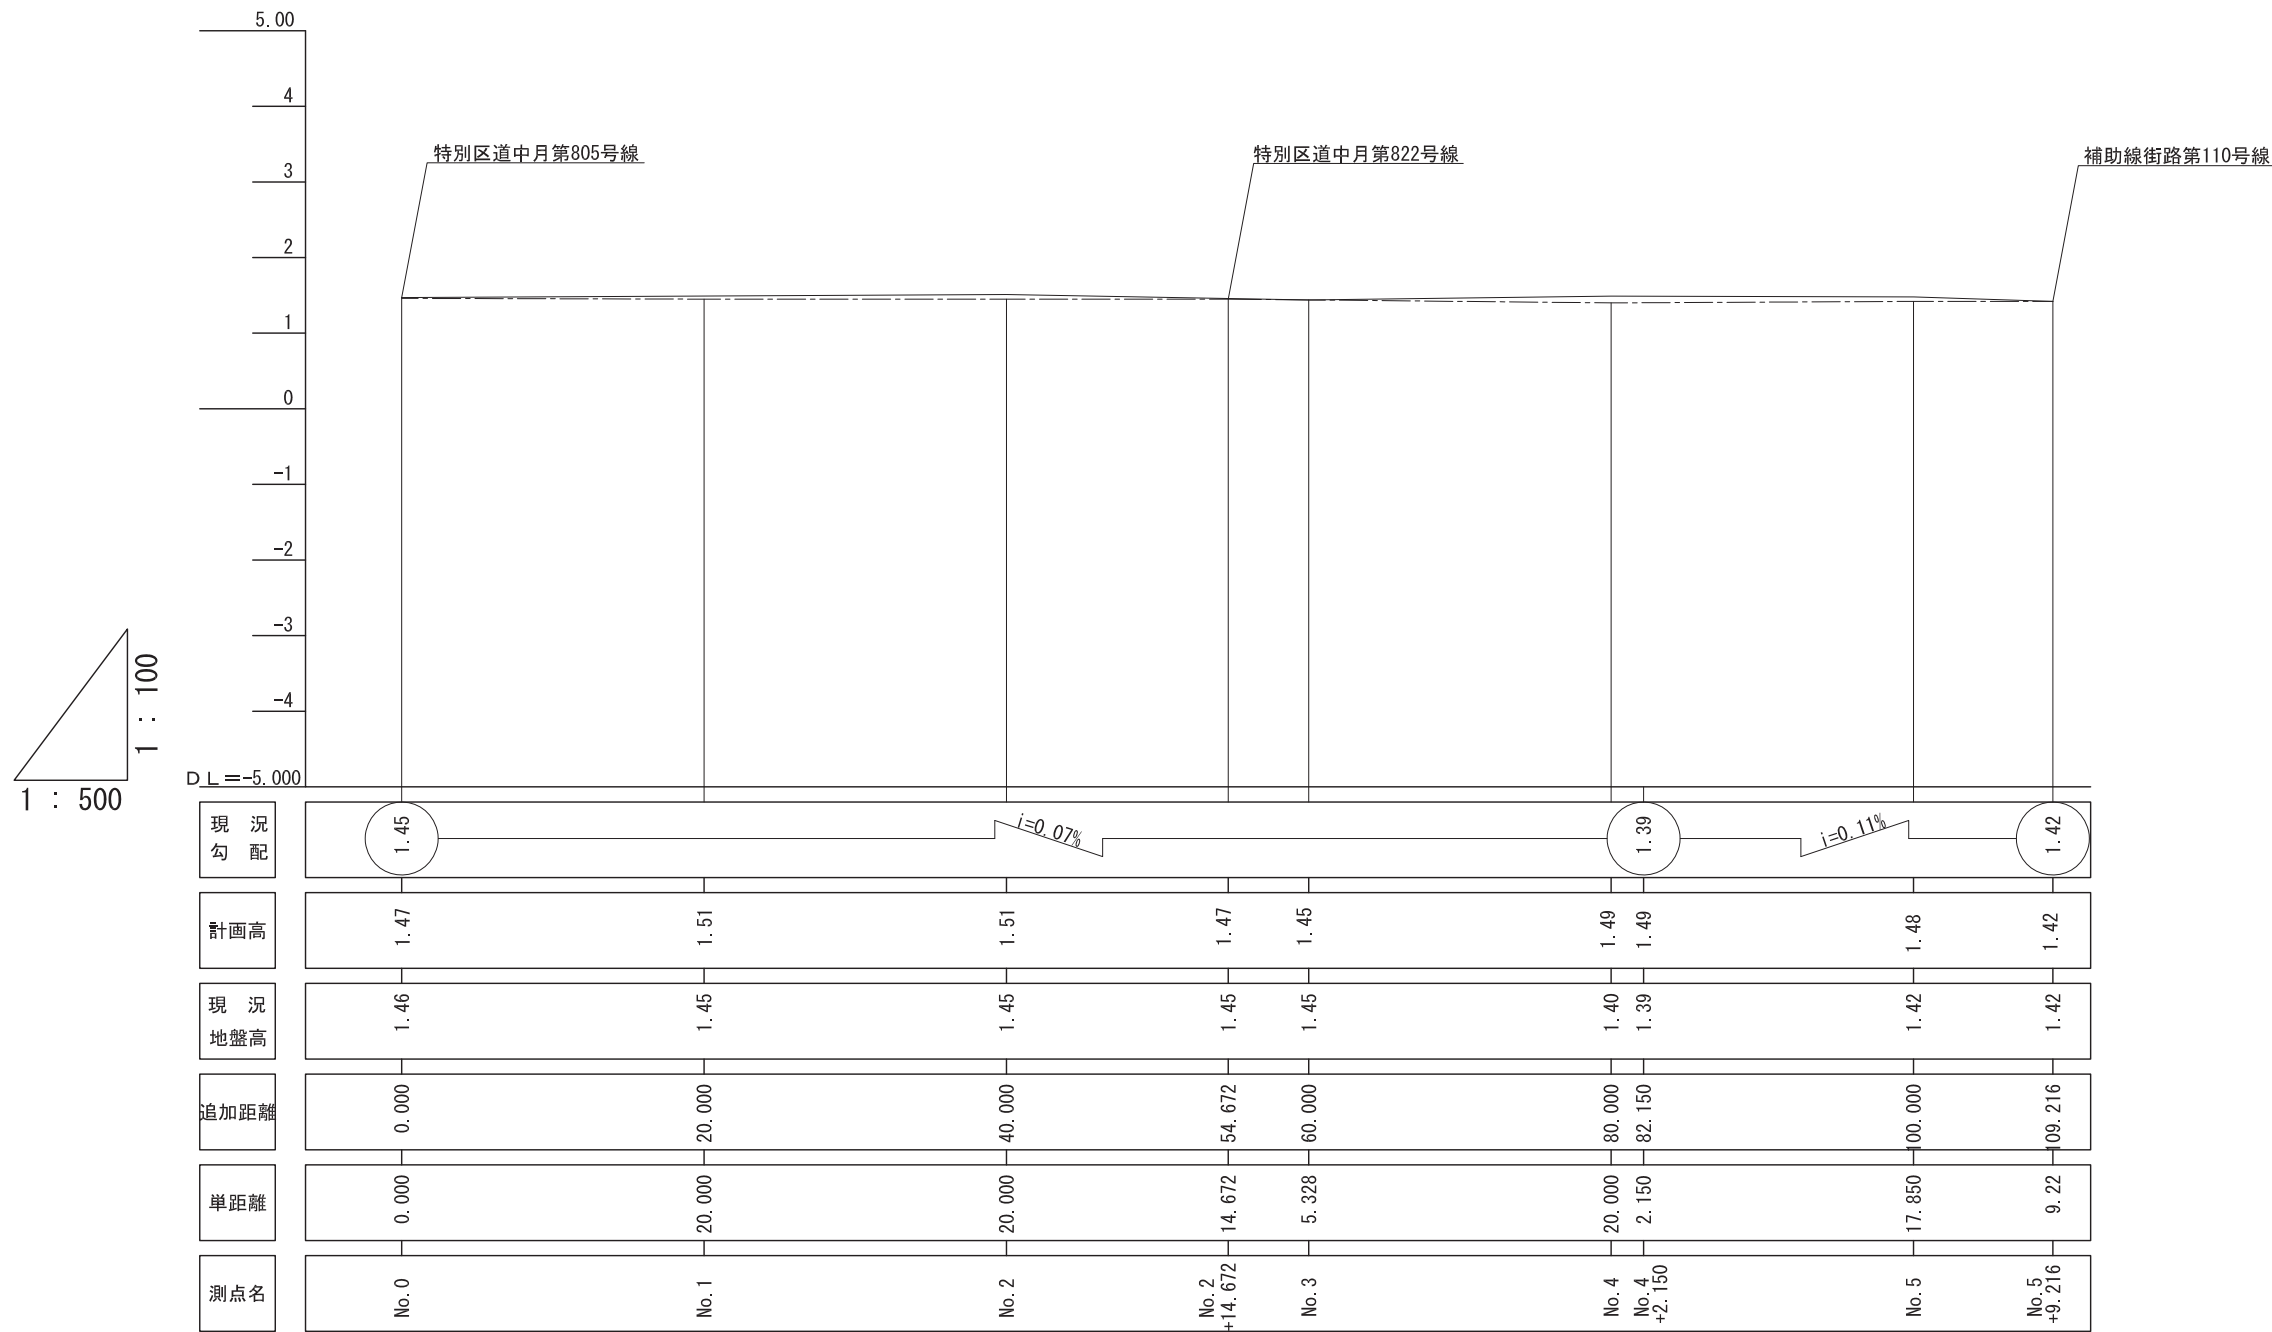 5.00
4
3
2
1
0
-1
-2
-3
-4
DL=-5.000
特別区道中月第805号線
特別区道中月第822号線
補助線街路第110号線
1 : 100
1 : 500
現 況
勾 配
1.45
i=0.07%
1.39
i=0.11%
1.42
計画高
1.47 1.51 1.51 1.47 1.45 1.49 1.49 1.48 1.42
現 況
地盤高
1.46 1.45 1.45 1.45 1.45 1.40 1.39 1.42 1.42
追加距離
0.000 20.000 40.000 54.672 60.000 80.000 82.150 100.000 109.216
単距離
0.000 20.000 20.000 14.672 5.328 20.000 2.150 17.850 9.22
測点名
No.0
No.1
No.2
No.2
+14.672
No.3
No.4
No.4
+2.150
No.5
No.5
+9.216